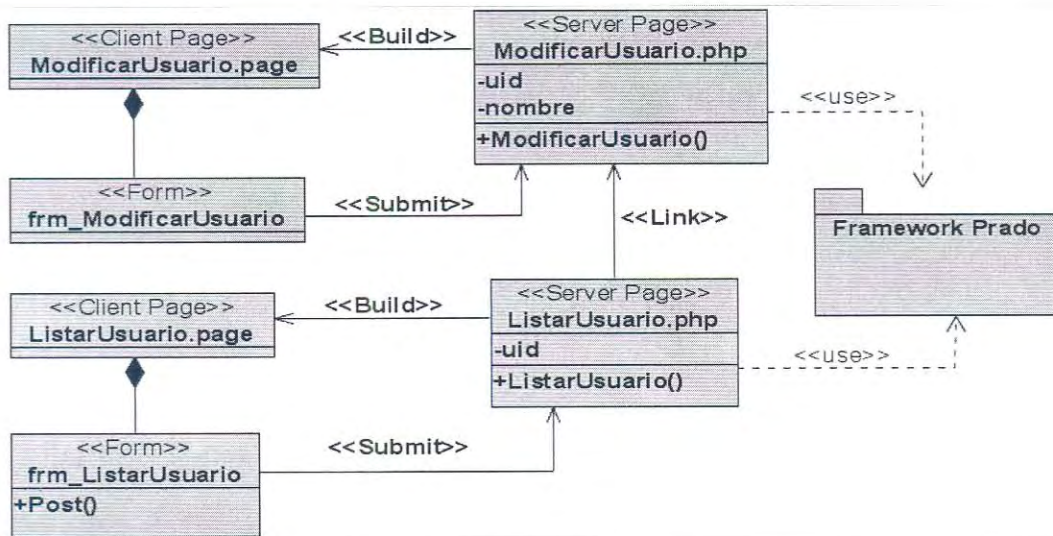 <<Client Page>>
ModificarUsuario.page
<<Build>>
<<Server Page>>
ModificarUsuario.php
-uid
-nombre
+ModificarUsuario()
<<use>>
<<Form>>
frm_ModificarUsuario
<<Submit>>
<<Link>>
Framework Prado
<<Client Page>>
ListarUsuario.page
<<Build>>
<<Server Page>>
ListarUsuario.php
-uid
+ListarUsuario()
<<use>>
<<Form>>
frm_ListarUsuario
+Post()
<<Submit>>